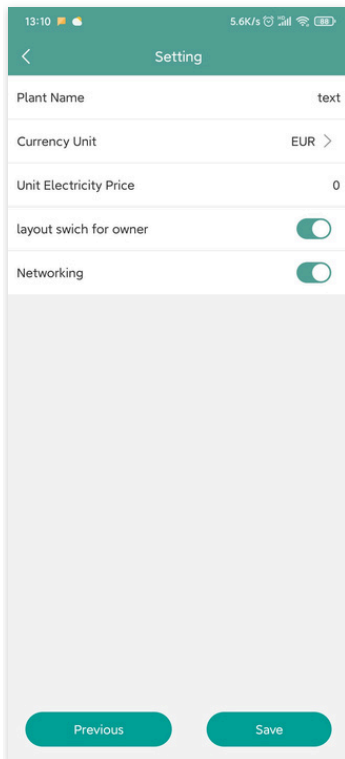 13:10 5.6K/s
Setting
Plant Name text
Currency Unit EUR
Unit Electricity Price 0
layout swich for owner
Networking
Previous Save